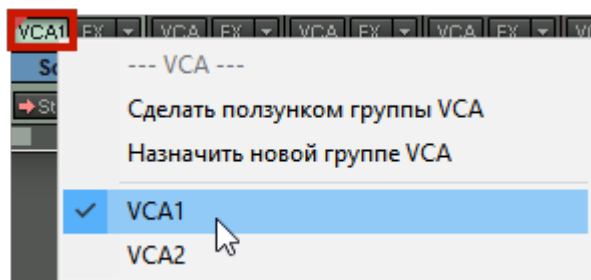 VCA1 FX VCA FX VCA FX VCA FX
--- VCA ---
Сделать ползунком группы VCA
Назначить новой группе VCA
VCA1
VCA2